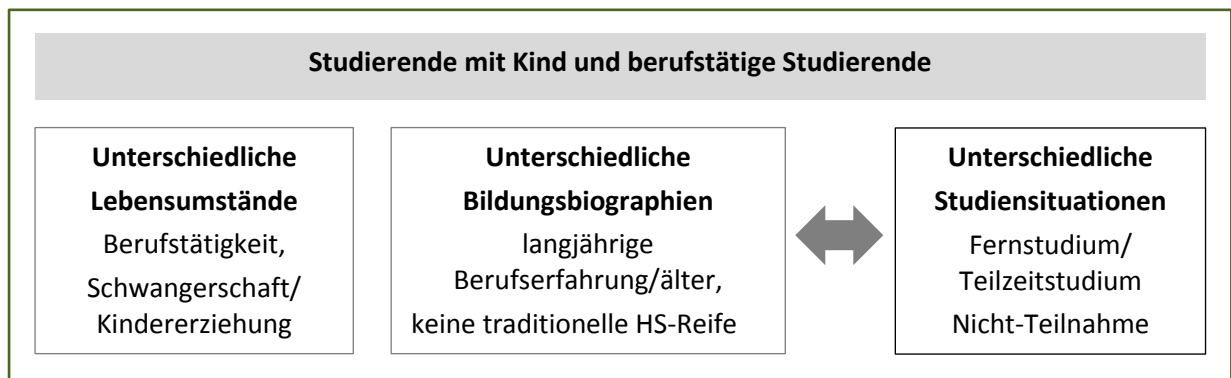 Studierende mit Kind und berufstätige Studierende
Unterschiedliche
Lebensumstände
Berufstätigkeit,
Schwangerschaft/
Kindererziehung
Unterschiedliche
Bildungsbiographien
langjährige
Berufserfahrung/älter,
keine traditionelle HS-Reife
Unterschiedliche
Studiensituationen
Fernstudium/
Teilzeitstudium
Nicht-Teilnahme